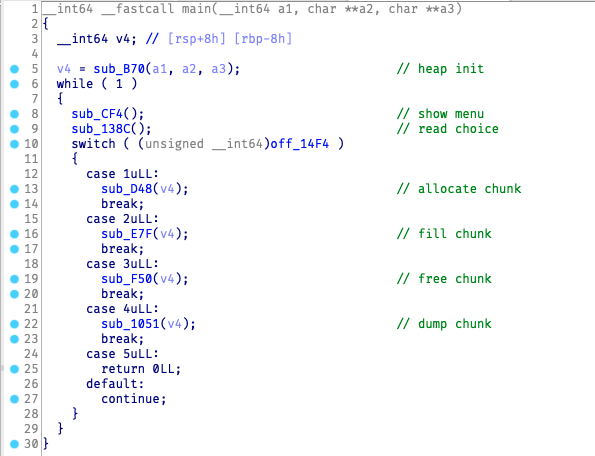 1 __int64 __fastcall main(__int64 a1, char **a2, char **a3)
2 {
3 __int64 v4; // [rsp+8h] [rbp-8h]
4
5 v4 = sub_B70(a1, a2, a3); // heap init
6 while ( 1 )
7 {
8 sub_CF4(); // show menu
9 sub_138C(); // read choice
10 switch ( (unsigned __int64)off_14F4 )
11 {
12 case 1uLL:
13 sub_D48(v4); // allocate chunk
14 break;
15 case 2uLL:
16 sub_E7F(v4); // fill chunk
17 break;
18 case 3uLL:
19 sub_F50(v4); // free chunk
20 break;
21 case 4uLL:
22 sub_1051(v4); // dump chunk
23 break;
24 case 5uLL:
25 return 0LL;
26 default:
27 continue;
28 }
29 }
30 }